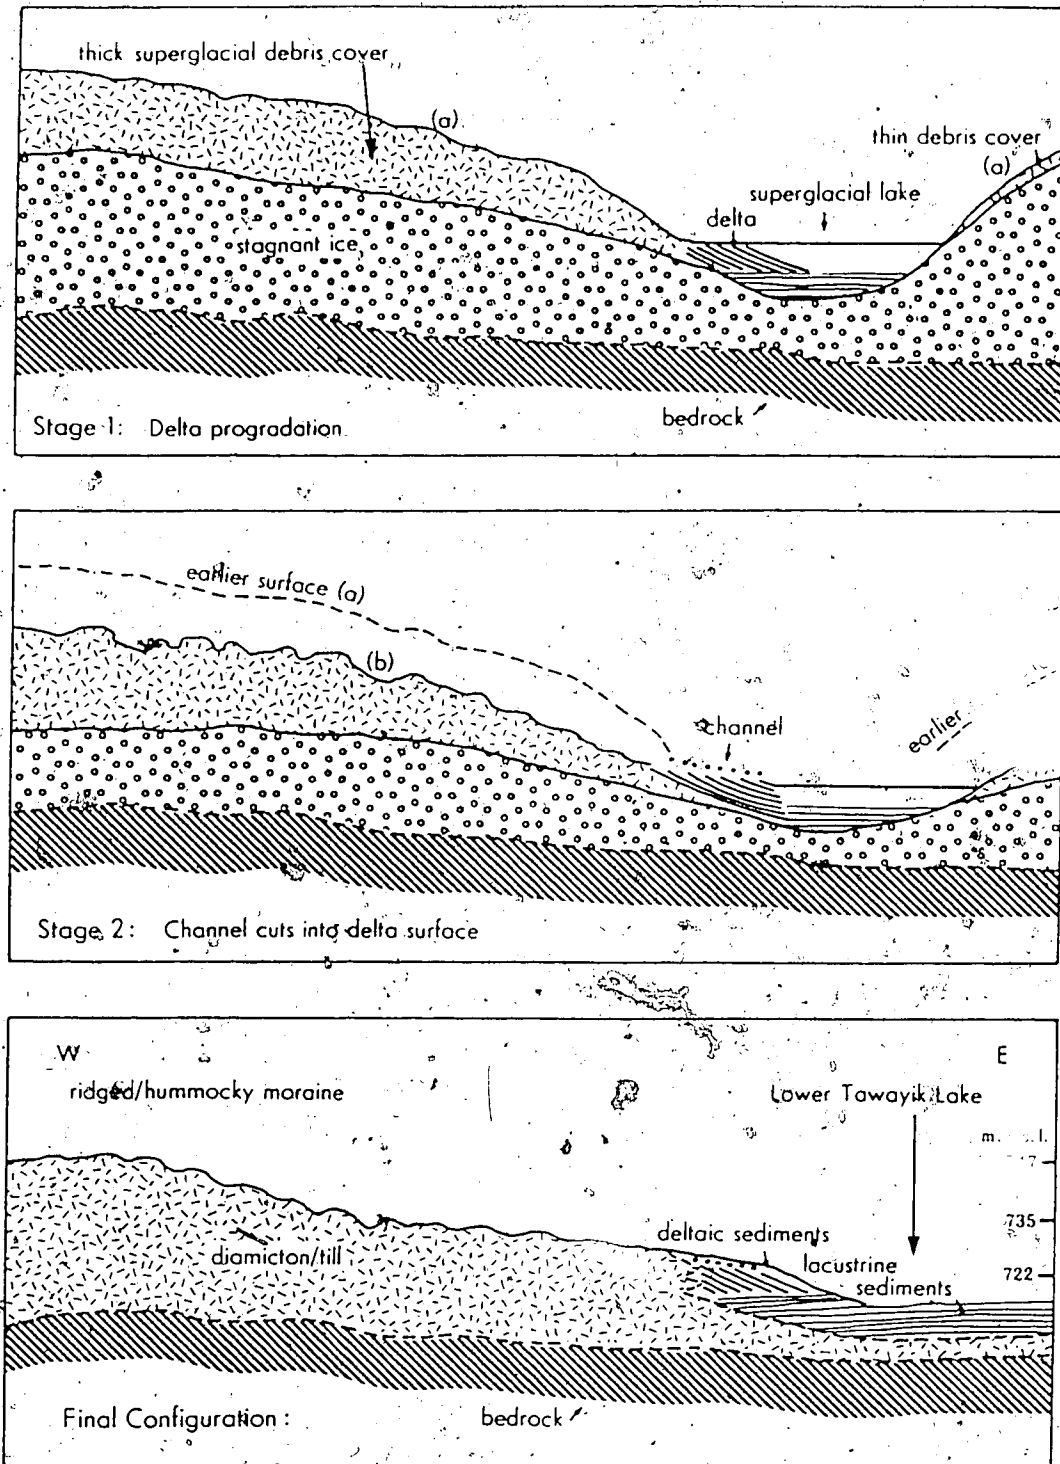 thick superglacial debris cover
(a)
thin debris cover
(a)
superglacial lake
delta
stagnant ice
bedrock
Stage 1: Delta progradation
earlier surface (a)
(b)
channel
earlier
Stage 2: Channel cuts into delta surface
W
E
ridged/hummocky moraine
Lower Tawayik Lake
735
deltaic sediments
lacustrine
sediments
722
diamicton/till
Final Configuration :
bedrock